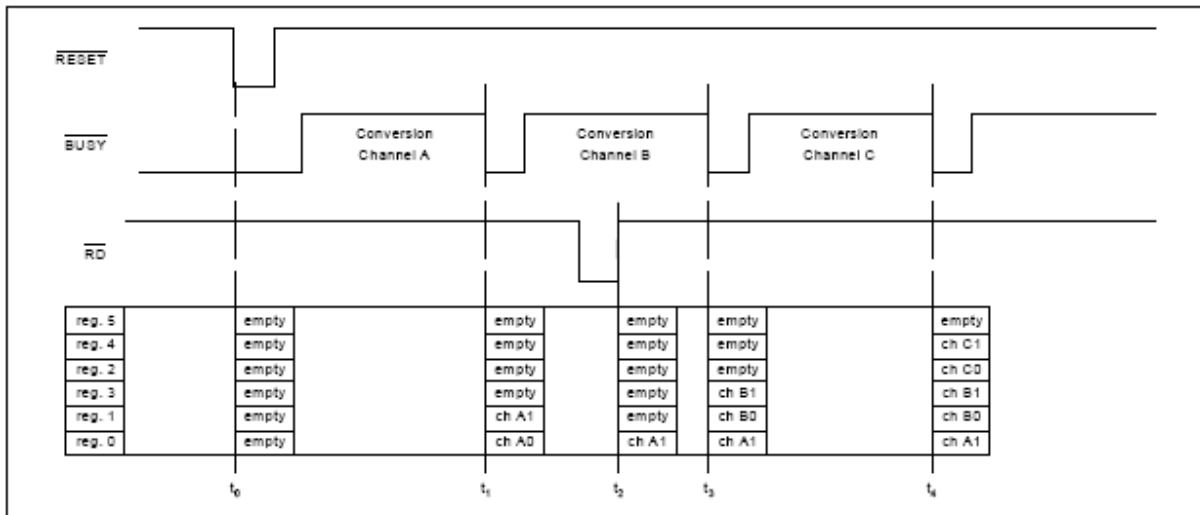 RESET
BUSY
Conversion
Channel A
Conversion
Channel B
Conversion
Channel C
RD
reg. 5 empty empty empty empty empty
reg. 4 empty empty empty empty ch C1
reg. 2 empty empty empty empty ch C0
reg. 3 empty empty empty ch B1 ch B1
reg. 1 empty ch A1 empty ch B0 ch B0
reg. 0 empty ch A0 ch A1 ch A1 ch A1
t0 t1 t2 t3 t4